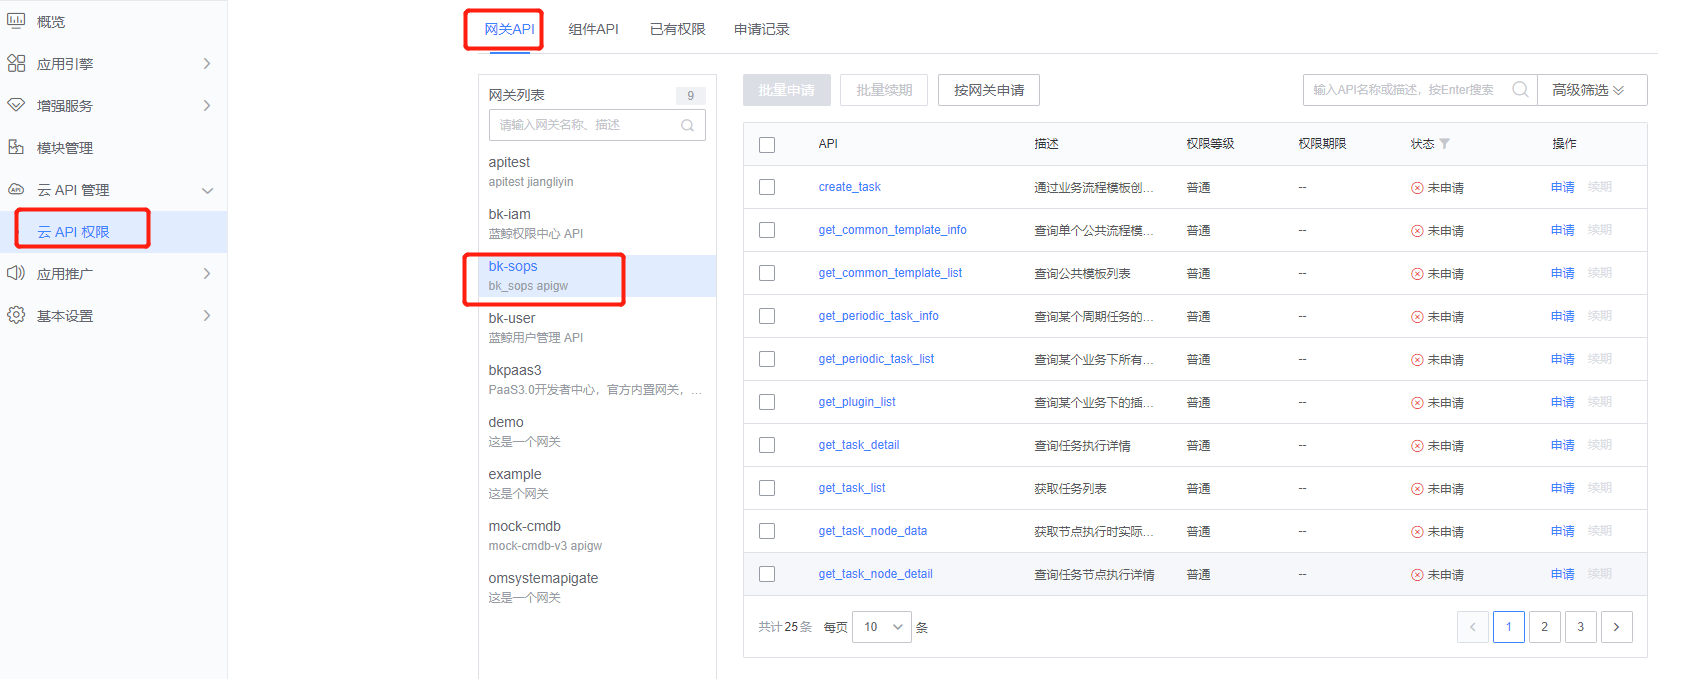 概览
应用引擎
增强服务
模块管理
云 API 管理
云 API 权限
应用推广
基本设置
网关API 组件API 已有权限 申请记录
网关列表 9
请输入网关名称、描述
apitest
apitest jiangliyin
bk-iam
蓝鲸权限中心 API
bk-sops
bk_sops apigw
bk-user
蓝鲸用户管理 API
bkpaas3
PaaS3.0开发者中心，官方内置网关，...
demo
这是一个网关
example
这是个网关
mock-cmdb
mock-cmdb-v3 apigw
omsystemapigate
这是一个网关
批量申请 批量续期 按网关申请 输入API名称或描述，按Enter搜索 高级筛选
API 描述 权限等级 权限期限 状态 操作
create_task 通过业务流程模板创... 普通 -- 未申请 申请 续期
get_common_template_info 查询单个公共流程模... 普通 -- 未申请 申请 续期
get_common_template_list 查询公共模板列表 普通 -- 未申请 申请 续期
get_periodic_task_info 查询某个周期任务的... 普通 -- 未申请 申请 续期
get_periodic_task_list 查询某个业务下所有... 普通 -- 未申请 申请 续期
get_plugin_list 查询某个业务下的插... 普通 -- 未申请 申请 续期
get_task_detail 查询任务执行详情 普通 -- 未申请 申请 续期
get_task_list 获取任务列表 普通 -- 未申请 申请 续期
get_task_node_data 获取节点执行时实际... 普通 -- 未申请 申请 续期
get_task_node_detail 查询任务节点执行详情 普通 -- 未申请 申请 续期
共计25条 每页 10 条 1 2 3